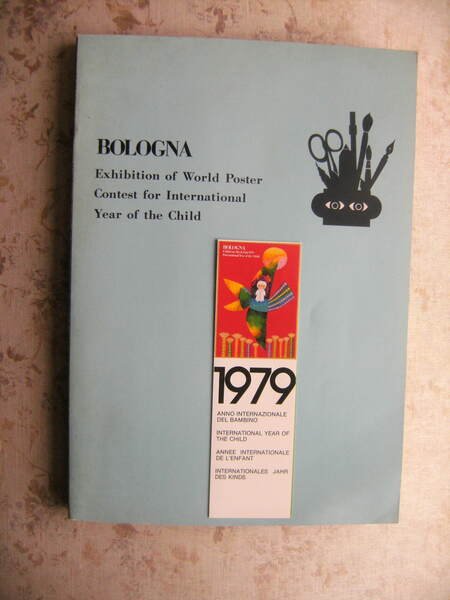 BOLOGNA
Exhibition of World Poster
Contest for International
Year of the Child
BOLOGNA
1979
ANNO INTERNAZIONALE
DEL BAMBINO
INTERNATIONAL YEAR OF
THE CHILD
ANNEE INTERNATIONALE
DE L'ENFANT
INTERNATIONALES JAHR
DES KINDS